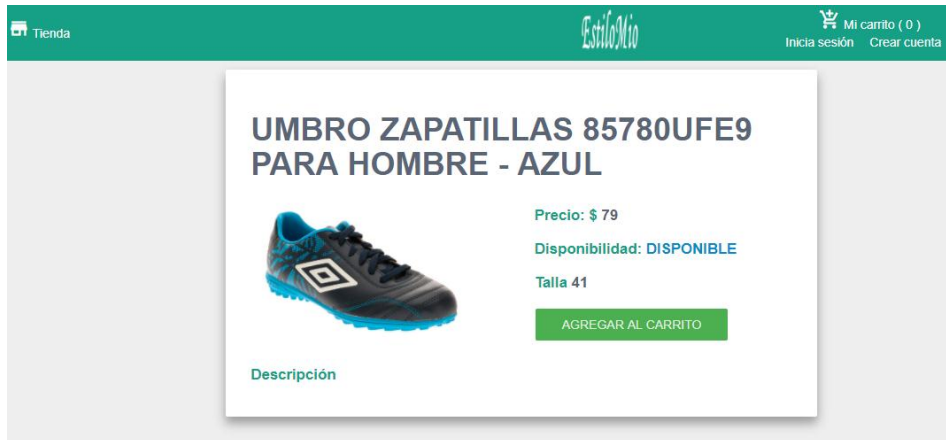 Tienda
EstiloMio
Mi carrito ( 0 )
Inicia sesión Crear cuenta
UMBRO ZAPATILLAS 85780UFE9
PARA HOMBRE - AZUL
Precio: $ 79
Disponibilidad: DISPONIBLE
Talla 41
AGREGAR AL CARRITO
Descripción